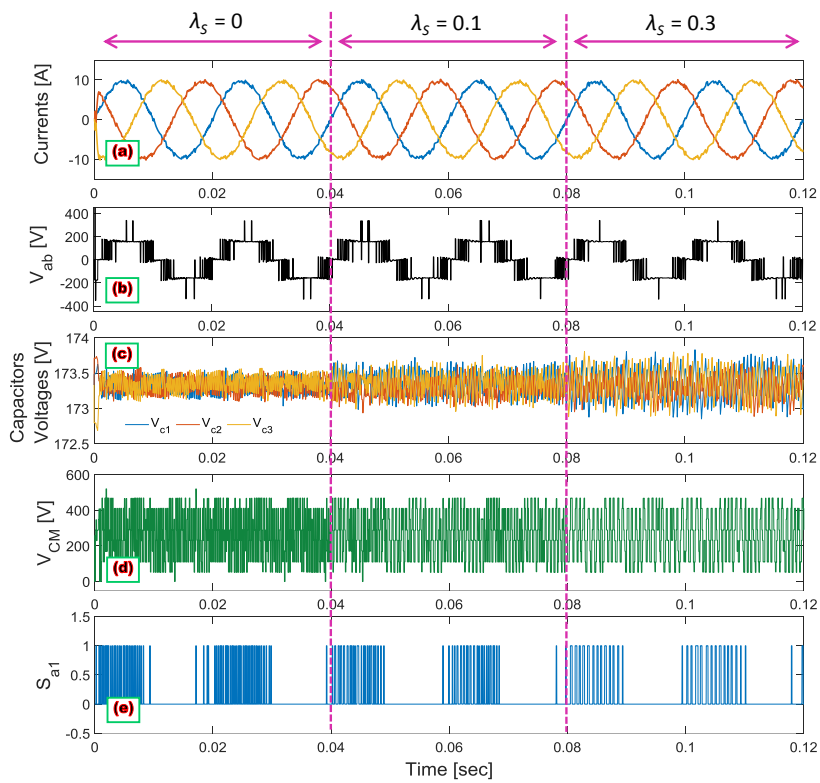 λs = 0 λs = 0.1 λs = 0.3
Currents [A]
10
0
-10
(a)
0 0.02 0.04 0.06 0.08 0.1 0.12
Vab [V]
400
200
0
-200
-400
(b)
0 0.02 0.04 0.06 0.08 0.1 0.12
Capacitors
Voltages [V]
174
173.5
173
172.5
(c)
Vc1 Vc2 Vc3
0 0.02 0.04 0.06 0.08 0.1 0.12
VCM [V]
600
400
200
0
(d)
0 0.02 0.04 0.06 0.08 0.1 0.12
Sa1
1.5
1
0.5
0
-0.5
(e)
0 0.02 0.04 0.06 0.08 0.1 0.12
Time [sec]